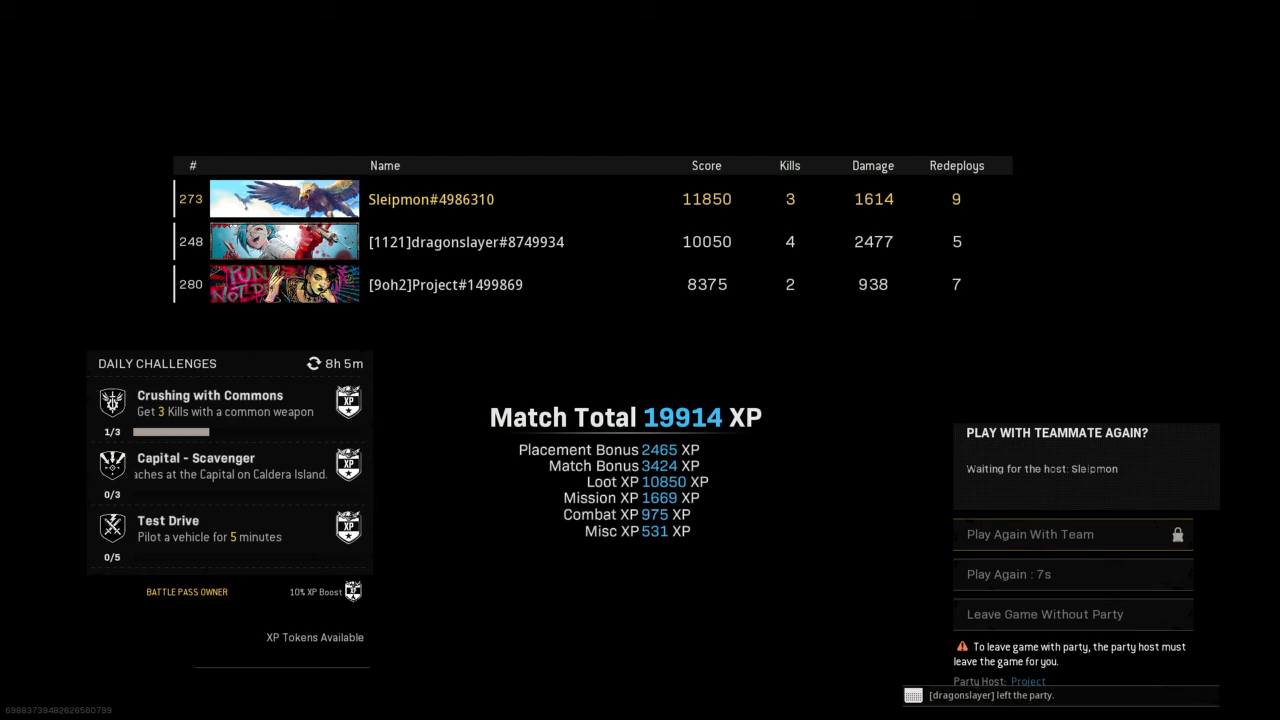 # Name Score Kills Damage Redeploys
273 Sleipmon#4986310 11850 3 1614 9
248 [1121]dragonslayer#8749934 10050 4 2477 5
280 [9oh2]Project#1499869 8375 2 938 7
DAILY CHALLENGES 8h 5m
Crushing with Commons
Get 3 Kills with a common weapon
XP
1/3
Capital - Scavenger
aches at the Capital on Caldera Island.
XP
0/3
Test Drive
Pilot a vehicle for 5 minutes
XP
0/5
BATTLE PASS OWNER 10% XP Boost
XP Tokens Available
Match Total 19914 XP
Placement Bonus 2465 XP
Match Bonus 3424 XP
Loot XP 10850 XP
Mission XP 1669 XP
Combat XP 975 XP
Misc XP 531 XP
PLAY WITH TEAMMATE AGAIN?
Waiting for the host: Sleipmon
Play Again With Team
Play Again : 7s
Leave Game Without Party
To leave game with party, the party host must
leave the game for you.
Party Host: Project
[dragonslayer] left the party.
69883739482626560799